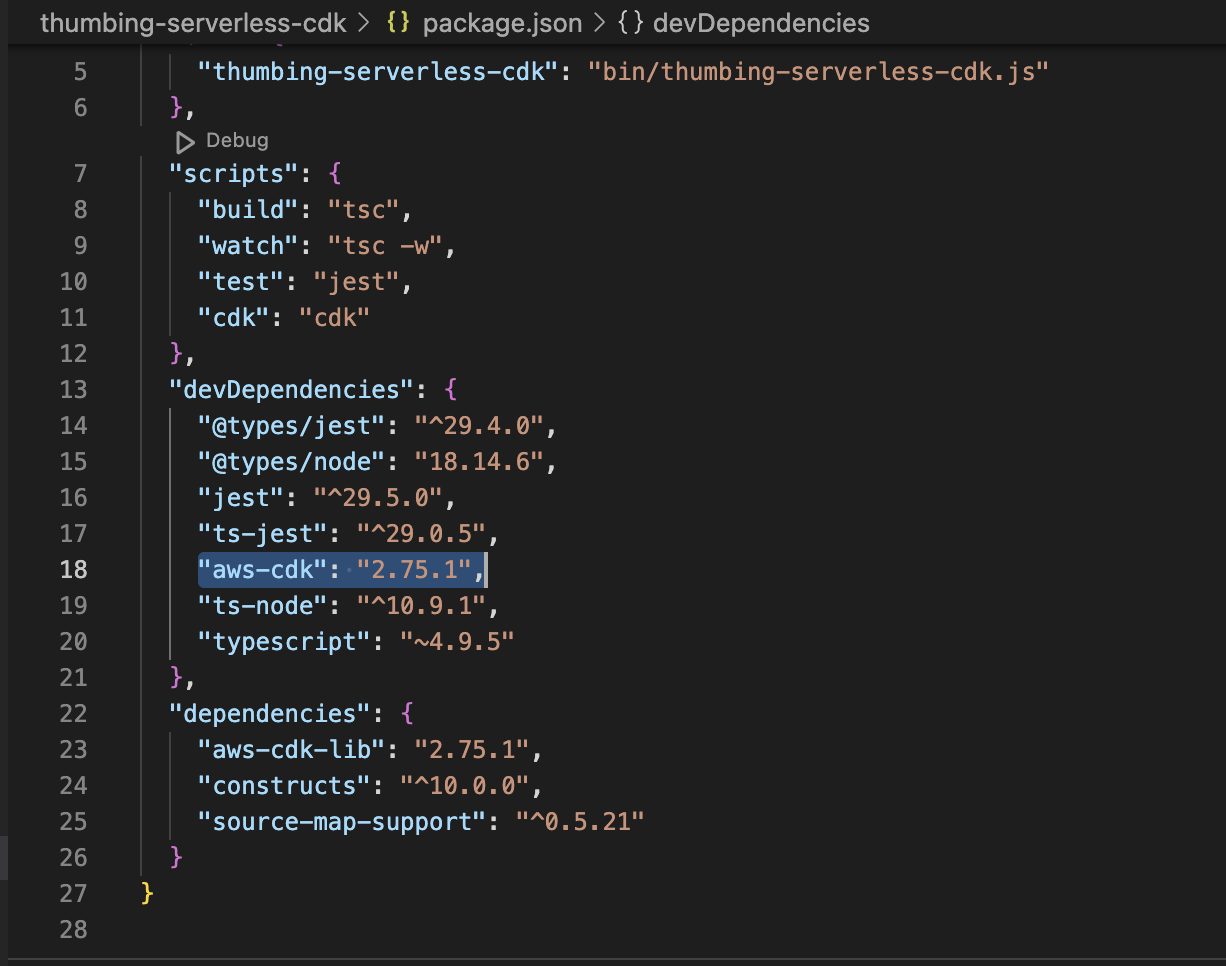 thumbing-serverless-cdk > {} package.json > {} devDependencies
5 "thumbing-serverless-cdk": "bin/thumbing-serverless-cdk.js"
6 },
Debug
7 "scripts": {
8 "build": "tsc",
9 "watch": "tsc -w",
10 "test": "jest",
11 "cdk": "cdk"
12 },
13 "devDependencies": {
14 "@types/jest": "^29.4.0",
15 "@types/node": "18.14.6",
16 "jest": "^29.5.0",
17 "ts-jest": "^29.0.5",
18 "aws-cdk": "2.75.1",
19 "ts-node": "^10.9.1",
20 "typescript": "~4.9.5"
21 },
22 "dependencies": {
23 "aws-cdk-lib": "2.75.1",
24 "constructs": "^10.0.0",
25 "source-map-support": "^0.5.21"
26 }
27 }
28